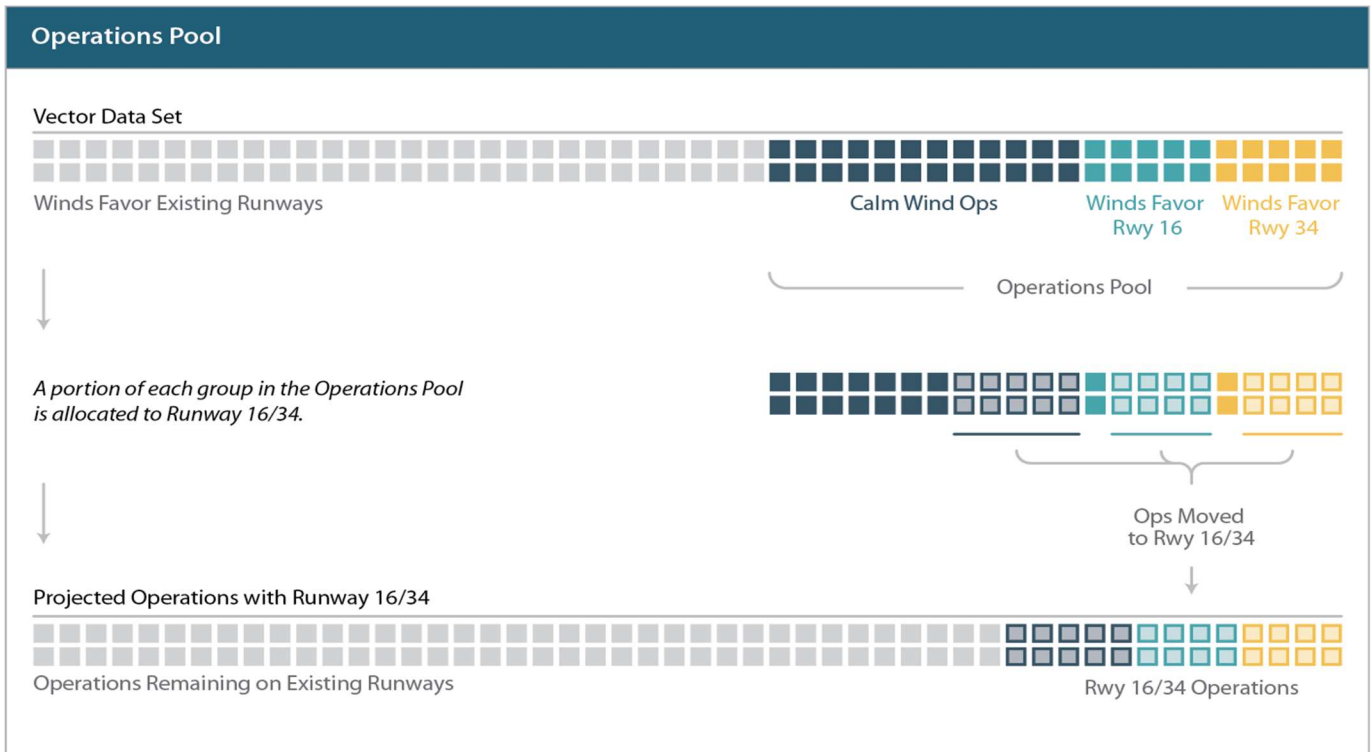 Operations Pool
Vector Data Set
Winds Favor Existing Runways
Calm Wind Ops
Winds Favor
Rwy 16
Winds Favor
Rwy 34
Operations Pool
A portion of each group in the Operations Pool
is allocated to Runway 16/34.
Ops Moved
to Rwy 16/34
Projected Operations with Runway 16/34
Operations Remaining on Existing Runways
Rwy 16/34 Operations